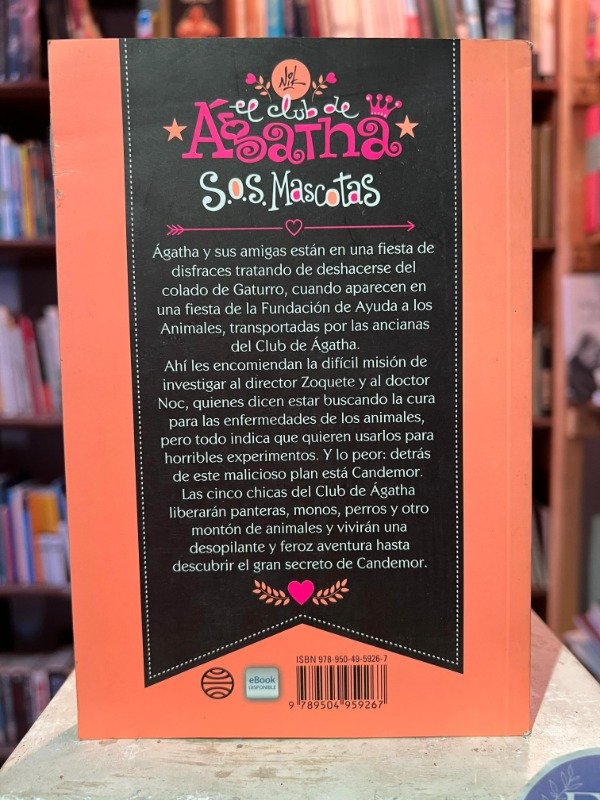 NIK
el club de
Ágatha
S.O.S. Mascotas
Ágatha y sus amigas están en una fiesta de
disfraces tratando de deshacerse del
colado de Gaturro, cuando aparecen en
una fiesta de la Fundación de Ayuda a los
Animales, transportadas por las ancianas
del Club de Ágatha.
Ahí les encomiendan la difícil misión de
investigar al director Zoquete y al doctor
Noc, quienes dicen estar buscando la cura
para las enfermedades de los animales,
pero todo indica que quieren usarlos para
horribles experimentos. Y lo peor: detrás
de este malicioso plan está Candemor.
Las cinco chicas del Club de Ágatha
liberarán panteras, monos, perros y otro
montón de animales y vivirán una
desopilante y feroz aventura hasta
descubrir el gran secreto de Candemor.
ISBN 978-950-49-5926-7
eBook
DISPONIBLE
9 789504 959267